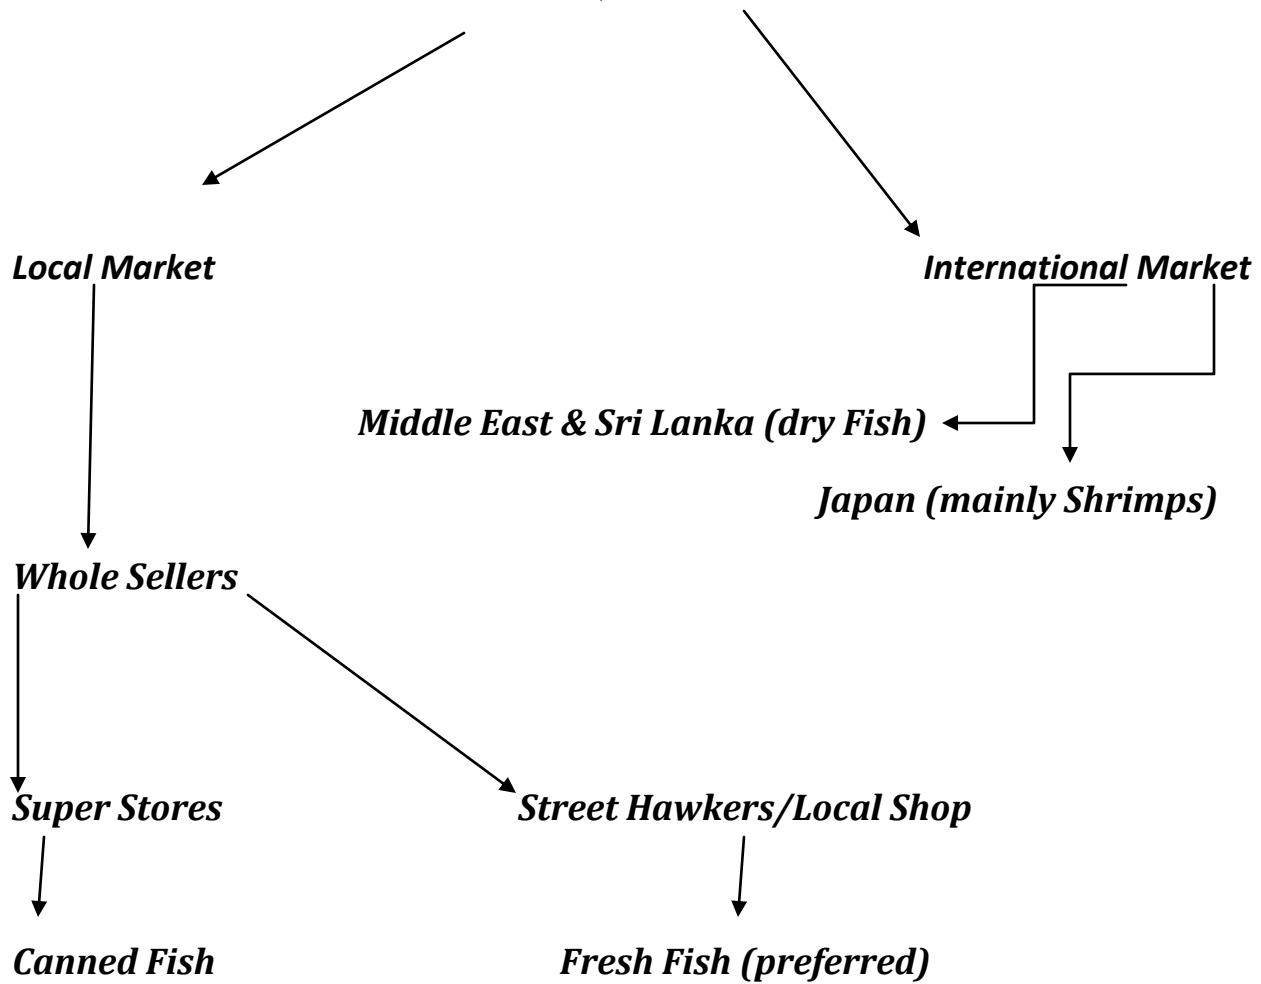 Local Market
International Market
Middle East & Sri Lanka (dry Fish)
Japan (mainly Shrimps)
Whole Sellers
Super Stores
Street Hawkers/Local Shop
Canned Fish
Fresh Fish (preferred)